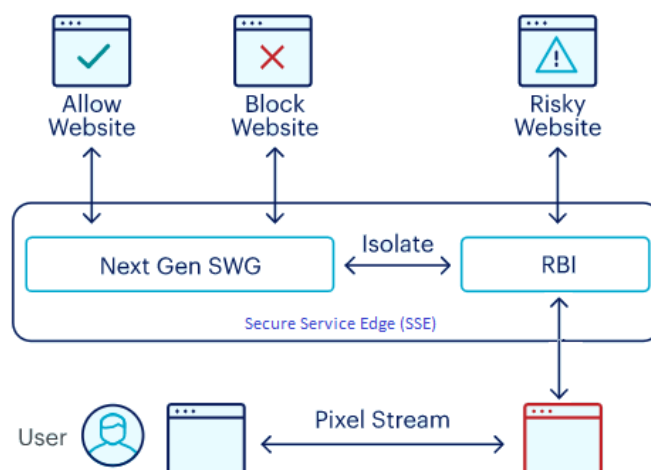 Allow
Website
Block
Website
Risky
Website
Next Gen SWG
Isolate
RBI
Secure Service Edge (SSE)
User
Pixel Stream